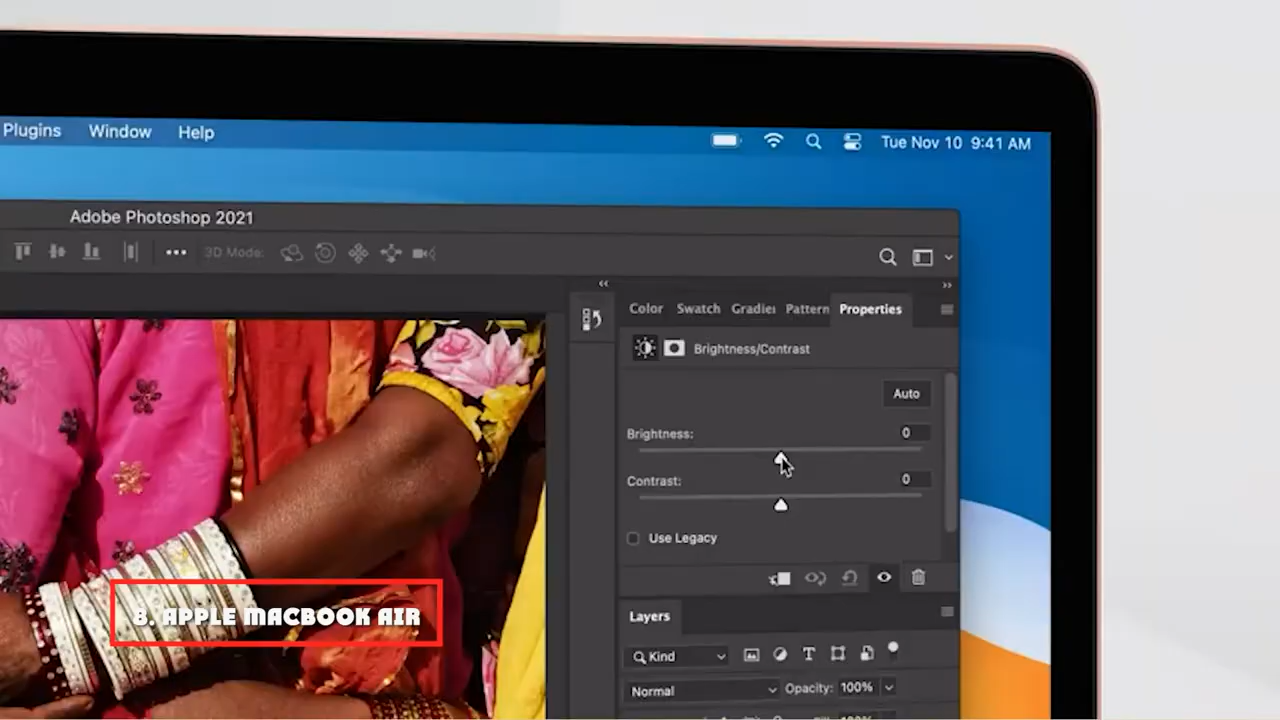 Plugins Window Help
Tue Nov 10 9:41 AM
Adobe Photoshop 2021
3D Mode:
Color Swatch Gradier Pattern Properties
Brightness/Contrast
Auto
Brightness: 0
Contrast: 0
Use Legacy
8. APPLE MACBOOK AIR
Layers
Kind
Normal Opacity: 100%